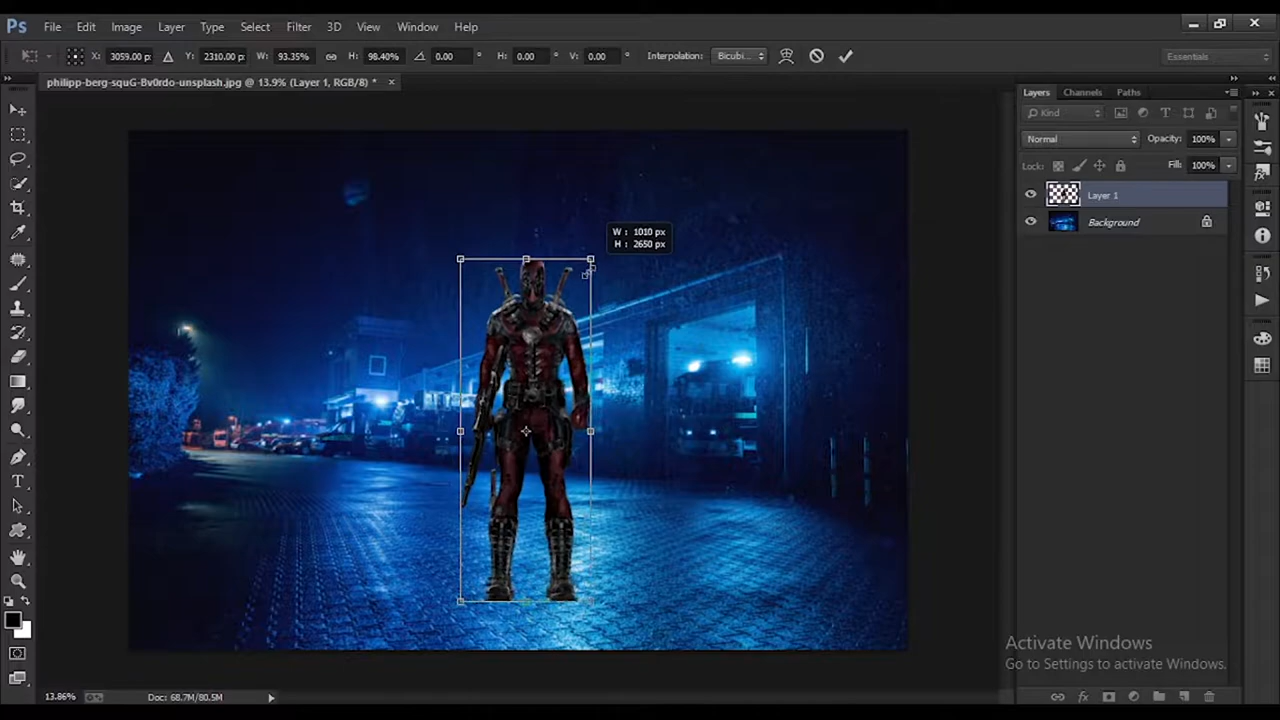 Ps File Edit Image Layer Type Select Filter 3D View Window Help
X: 3059.00 p Y: 2310.00 p W: 93.35% H: 98.40% 0.00 ° H: 0.00 ° V: 0.00 ° Interpolation: Bicubi... Essentials
philipp-berg-squG-Bv0rdo-unsplash.jpg @ 13.9% (Layer 1, RGB/8) * ×
Layers Channels Paths
Kind
Normal Opacity: 100%
Lock: Fill: 100%
Layer 1
Background
W : 1010 px
H : 2650 px
T
Activate Windows
Go to Settings to activate Windows.
13.86% Doc: 68.7M/80.5M
fx